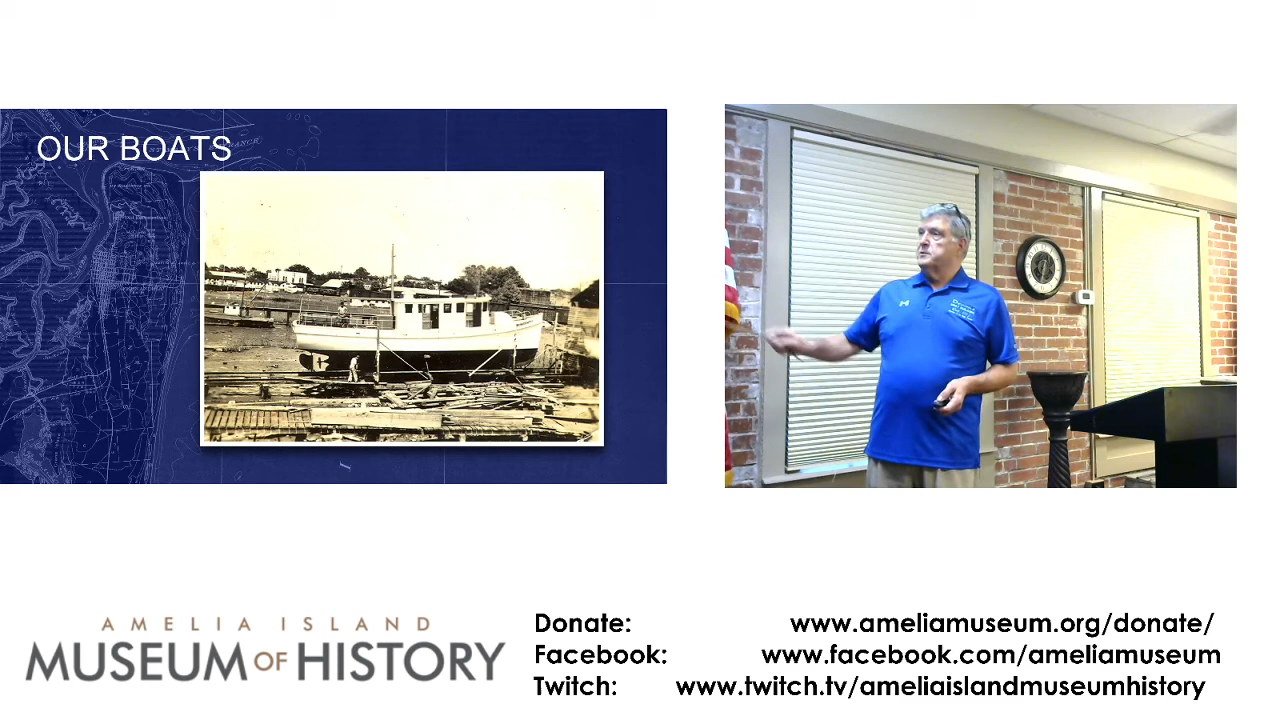 OUR BOATS
AMELIA ISLAND
MUSEUM OF HISTORY
Donate: www.ameliamuseum.org/donate/
Facebook: www.facebook.com/ameliamuseum
Twitch: www.twitch.tv/ameliaislandmuseumhistory